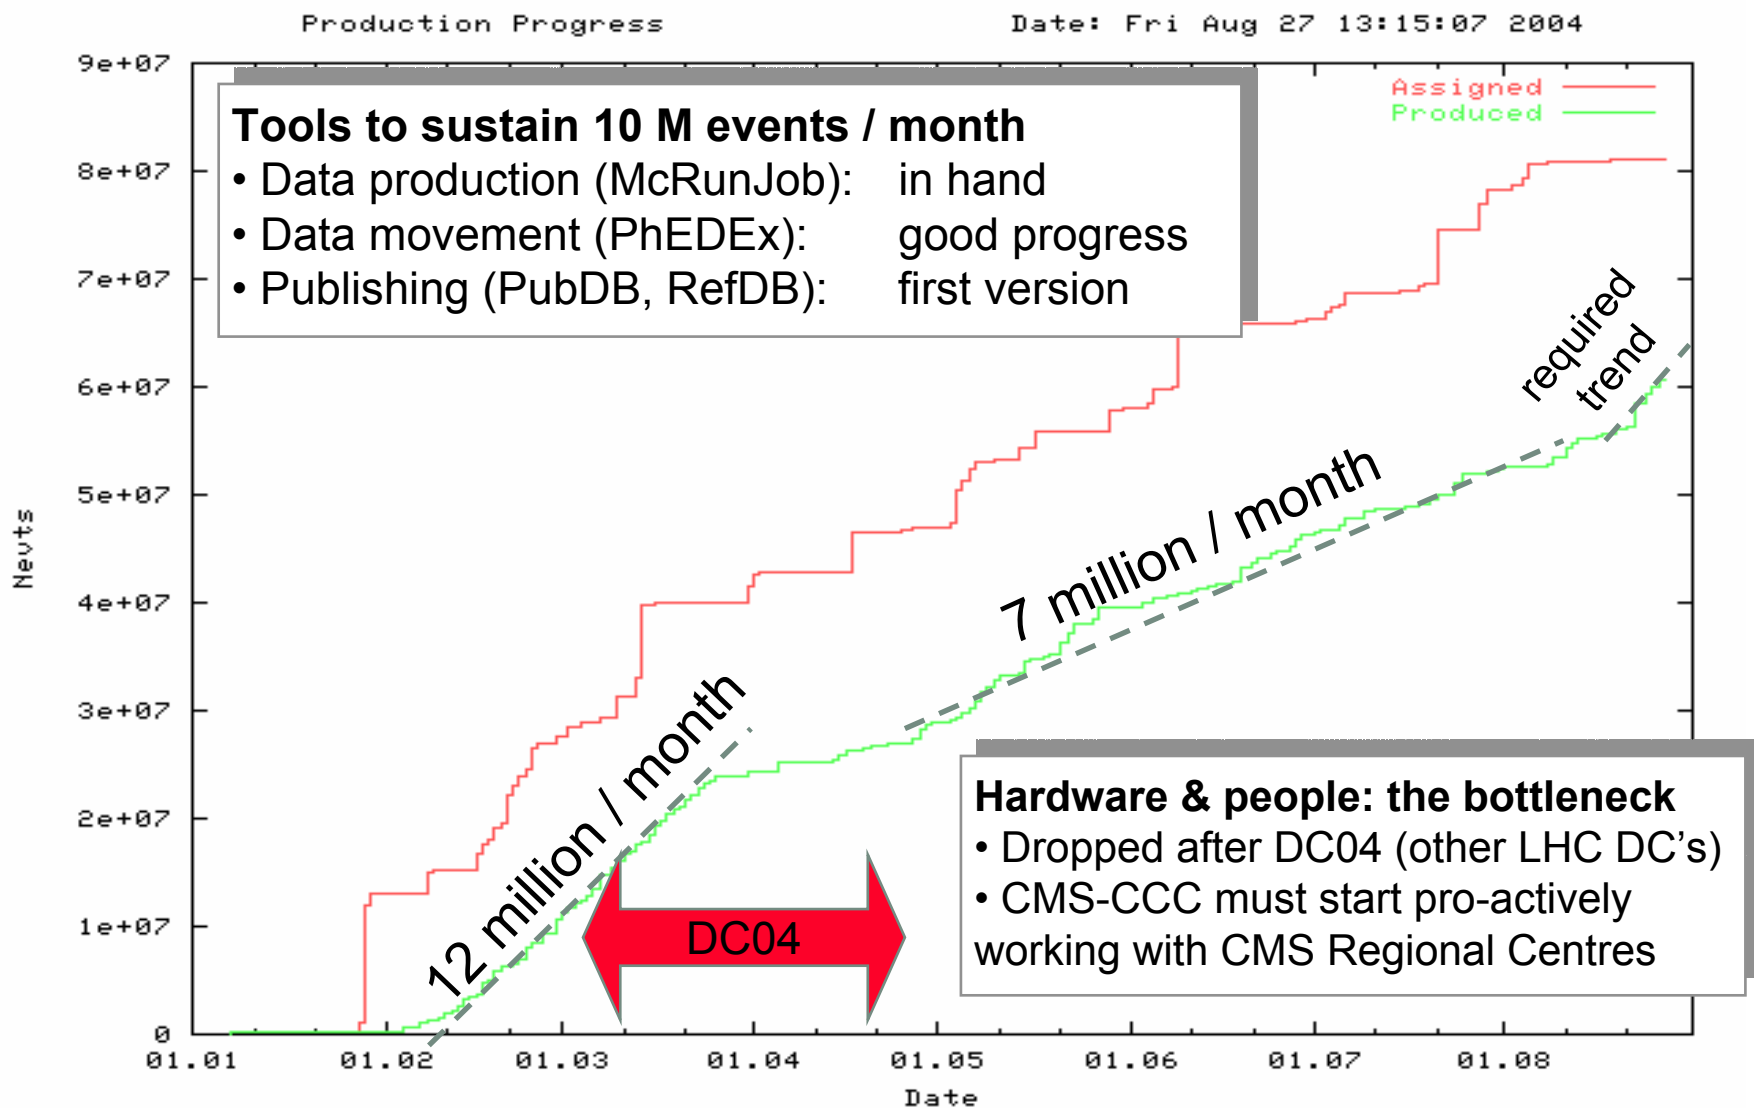 Production Progress
Date: Fri Aug 27 13:15:07 2004
9e+07
8e+07
7e+07
6e+07
5e+07
4e+07
3e+07
2e+07
1e+07
0
Nevts
Assigned
Produced
Tools to sustain 10 M events / month
• Data production (McRunJob): in hand
• Data movement (PhEDEx): good progress
• Publishing (PubDB, RefDB): first version
required
trend
7 million / month
12 million / month
DC04
Hardware & people: the bottleneck
• Dropped after DC04 (other LHC DC's)
• CMS-CCC must start pro-actively
working with CMS Regional Centres
01.01 01.02 01.03 01.04 01.05 01.06 01.07 01.08
Date